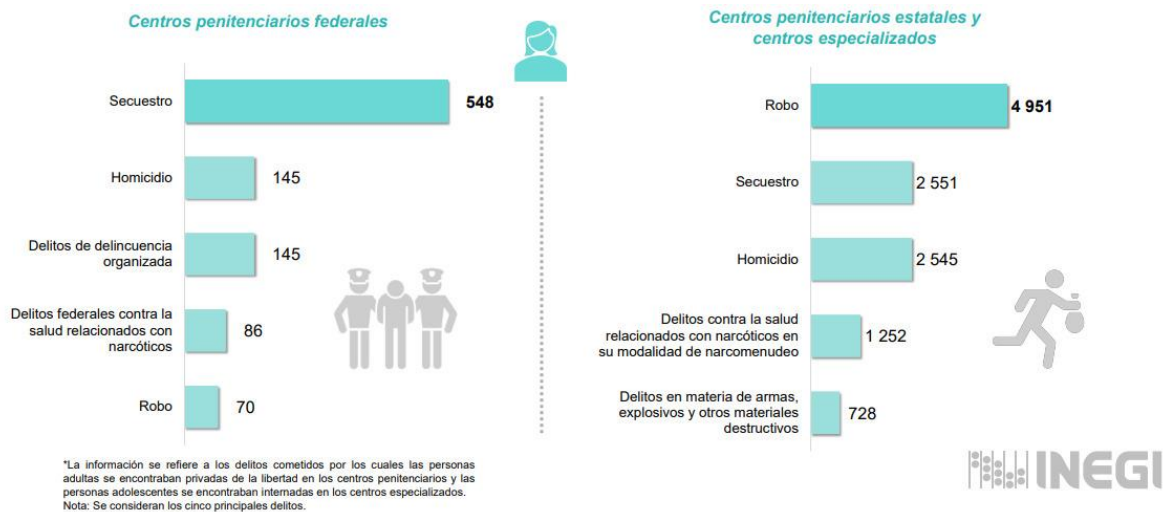 Centros penitenciarios federales
Secuestro
548
Homicidio
145
Delitos de delincuencia
organizada
145
Delitos federales contra la
salud relacionados con
narcóticos
86
Robo
70
*La información se refiere a los delitos cometidos por los cuales las personas
adultas se encontraban privadas de la libertad en los centros penitenciarios y las
personas adolescentes se encontraban internadas en los centros especializados.
Nota: Se consideran los cinco principales delitos.
Centros penitenciarios estatales y
centros especializados
Robo
4 951
Secuestro
2 551
Homicidio
2 545
Delitos contra la salud
relacionados con narcóticos en
su modalidad de narcomenudeo
1 252
Delitos en materia de armas,
explosivos y otros materiales
destructivos
728
INEGI